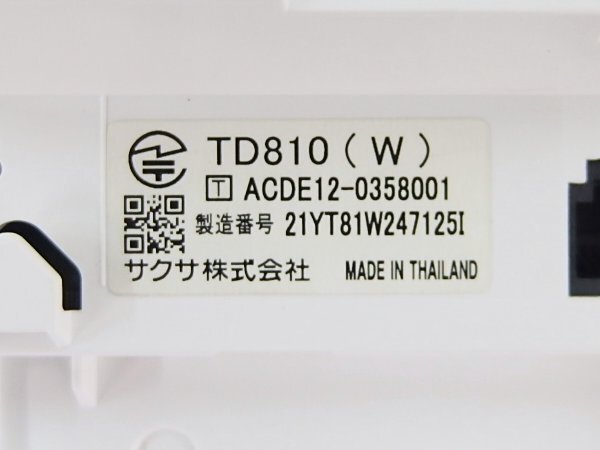 TD810 (W)
T ACDE12-0358001
製造番号 21YT81W247125I
サクサ株式会社 MADE IN THAILAND